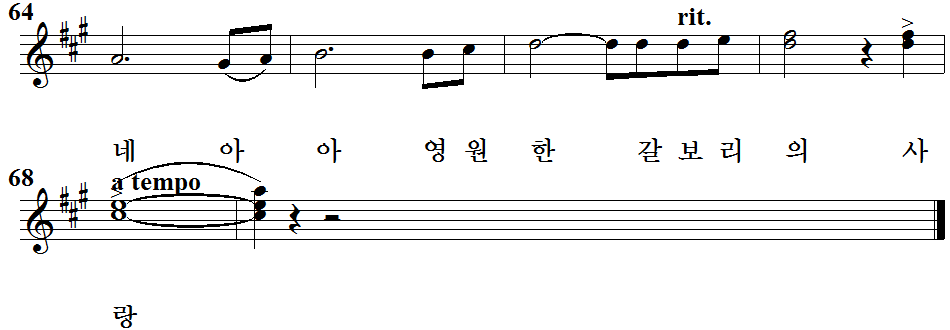 64
rit.
네 아 아 영 원 한 갈 보 리 의 사
68
a tempo
랑